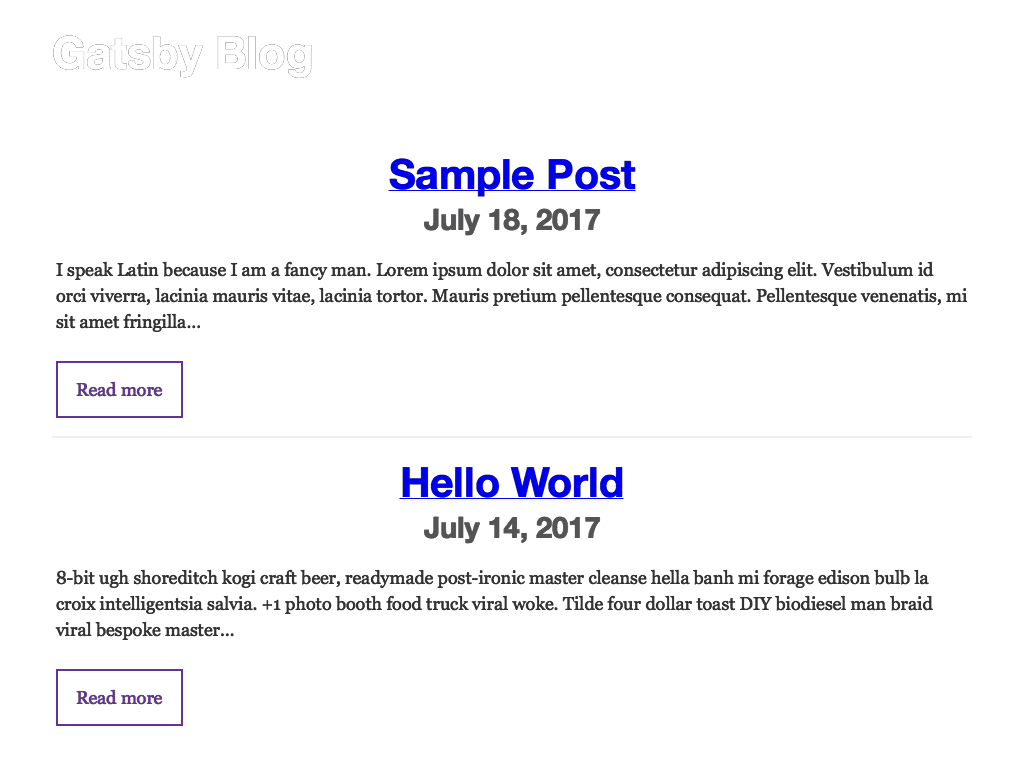 Gatsby Blog
Sample Post
July 18, 2017
I speak Latin because I am a fancy man. Lorem ipsum dolor sit amet, consectetur adipiscing elit. Vestibulum id
orci viverra, lacinia mauris vitae, lacinia tortor. Mauris pretium pellentesque consequat. Pellentesque venenatis, mi
sit amet fringilla…
Read more
Hello World
July 14, 2017
8-bit ugh shoreditch kogi craft beer, readymade post-ironic master cleanse hella banh mi forage edison bulb la
croix intelligentsia salvia. +1 photo booth food truck viral woke. Tilde four dollar toast DIY biodiesel man braid
viral bespoke master…
Read more